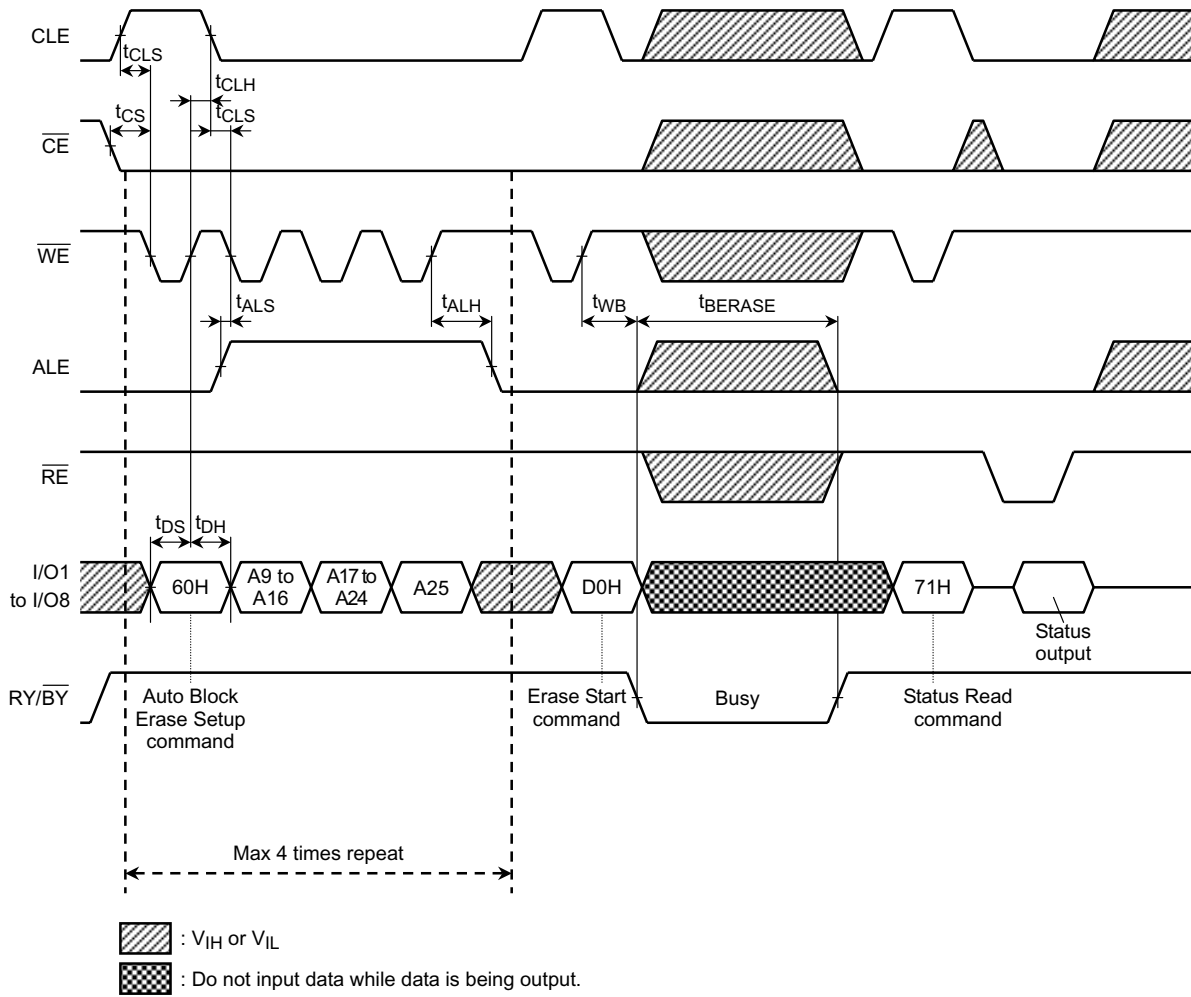 CLE
tCLS
tCLH
tCS
tCLS
CE
WE
tALS
tALH
tWB
tBERASE
ALE
RE
tDS
tDH
I/O1
to I/O8
60H
A9 to
A16
A17 to
A24
A25
D0H
71H
Status
output
RY/BY
Auto Block
Erase Setup
command
Erase Start
command
Busy
Status Read
command
Max 4 times repeat
: VIH or VIL
: Do not input data while data is being output.